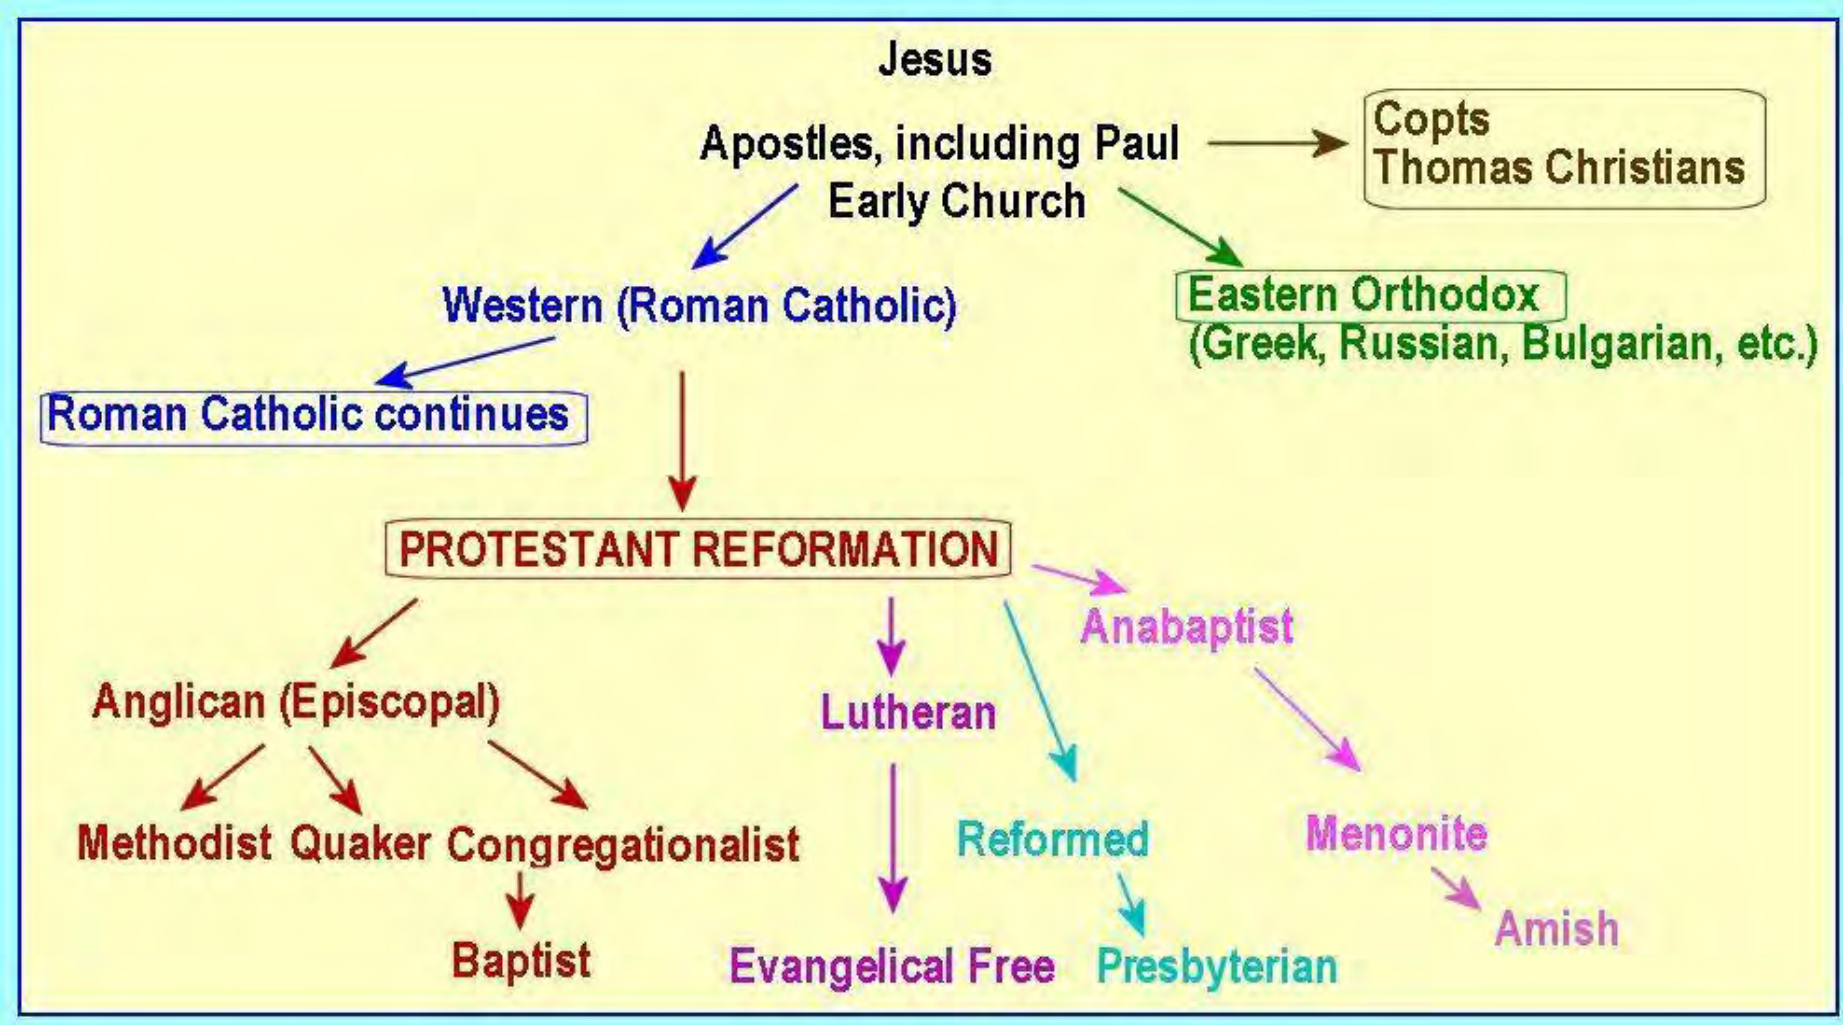 Jesus
Apostles, including Paul
Early Church
Copts
Thomas Christians
Western (Roman Catholic)
Eastern Orthodox
(Greek, Russian, Bulgarian, etc.)
Roman Catholic continues
PROTESTANT REFORMATION
Anabaptist
Anglican (Episcopal)
Lutheran
Methodist Quaker Congregationalist
Reformed
Menonite
Baptist
Evangelical Free
Presbyterian
Amish